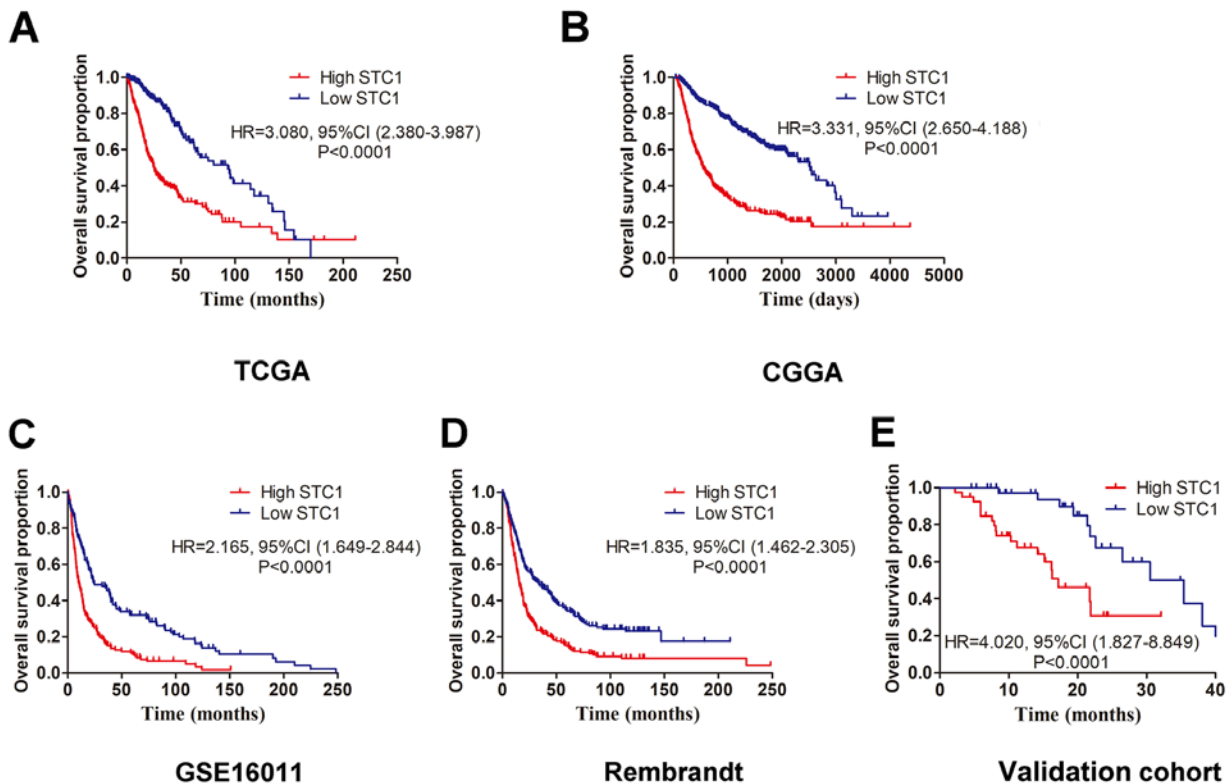 A
Overall survival proportion
1.0
0.8
0.6
0.4
0.2
0.0
0
50
100
150
200
250
Time (months)
High STC1
Low STC1
HR=3.080, 95%CI (2.380-3.987)
P<0.0001
TCGA
B
Overall survival proportion
1.0
0.8
0.6
0.4
0.2
0.0
0
1000
2000
3000
4000
5000
Time (days)
High STC1
Low STC1
HR=3.331, 95%CI (2.650-4.188)
P<0.0001
CGGA
C
Overall survival proportion
1.0
0.8
0.6
0.4
0.2
0.0
0
50
100
150
200
250
Time (months)
High STC1
Low STC1
HR=2.165, 95%CI (1.649-2.844)
P<0.0001
GSE16011
D
Overall survival proportion
1.0
0.8
0.6
0.4
0.2
0.0
0
50
100
150
200
250
Time (months)
High STC1
Low STC1
HR=1.835, 95%CI (1.462-2.305)
P<0.0001
Rembrandt
E
Overall survival proportion
1.0
0.8
0.6
0.4
0.2
0.0
0
10
20
30
40
Time (months)
High STC1
Low STC1
HR=4.020, 95%CI (1.827-8.849)
P<0.0001
Validation cohort